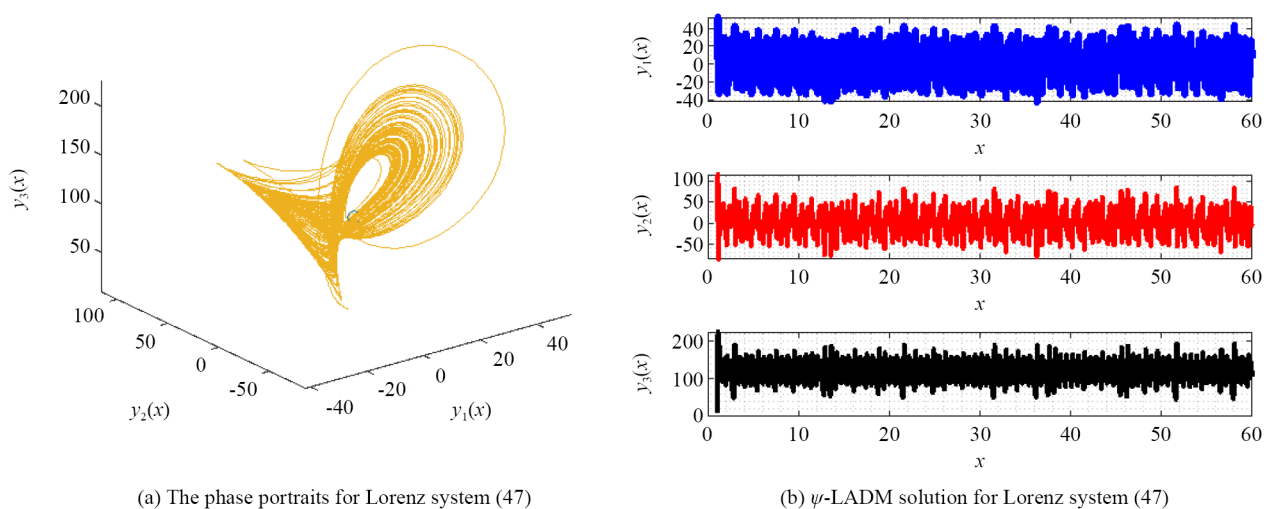 200
150
100
50
y3(x)
100
50
0
-50
y2(x)
-40
-20
0
20
40
y1(x)
(a) The phase portraits for Lorenz system (47)
40
20
0
-20
-40
y1(x)
0 10 20 30 40 50 60
x
100
50
0
-50
y2(x)
0 10 20 30 40 50 60
x
200
100
0
y3(x)
0 10 20 30 40 50 60
x
(b) ψ-LADM solution for Lorenz system (47)